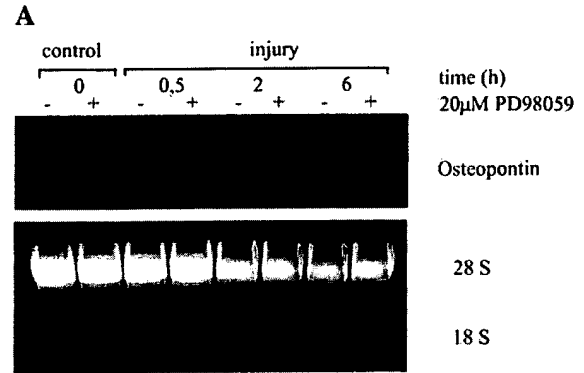 A
control injury
0 0,5 2 6 time (h)
- + - + - + - + 20µM PD98059
Osteopontin
28 S
18 S